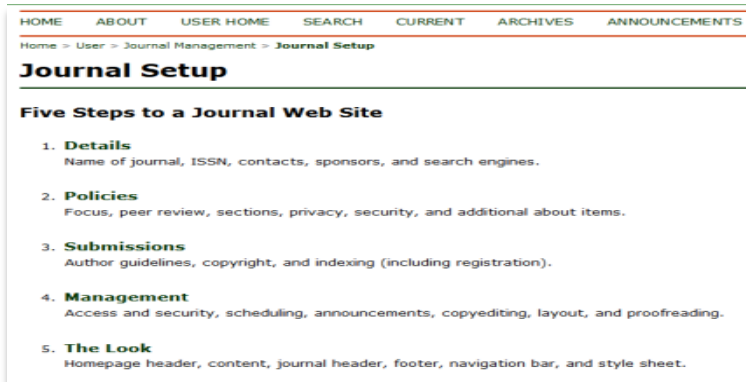 HOME ABOUT USER HOME SEARCH CURRENT ARCHIVES ANNOUNCEMENTS
Home > User > Journal Management > Journal Setup
Journal Setup
Five Steps to a Journal Web Site
1. Details
Name of journal, ISSN, contacts, sponsors, and search engines.
2. Policies
Focus, peer review, sections, privacy, security, and additional about items.
3. Submissions
Author guidelines, copyright, and indexing (including registration).
4. Management
Access and security, scheduling, announcements, copyediting, layout, and proofreading.
5. The Look
Homepage header, content, journal header, footer, navigation bar, and style sheet.